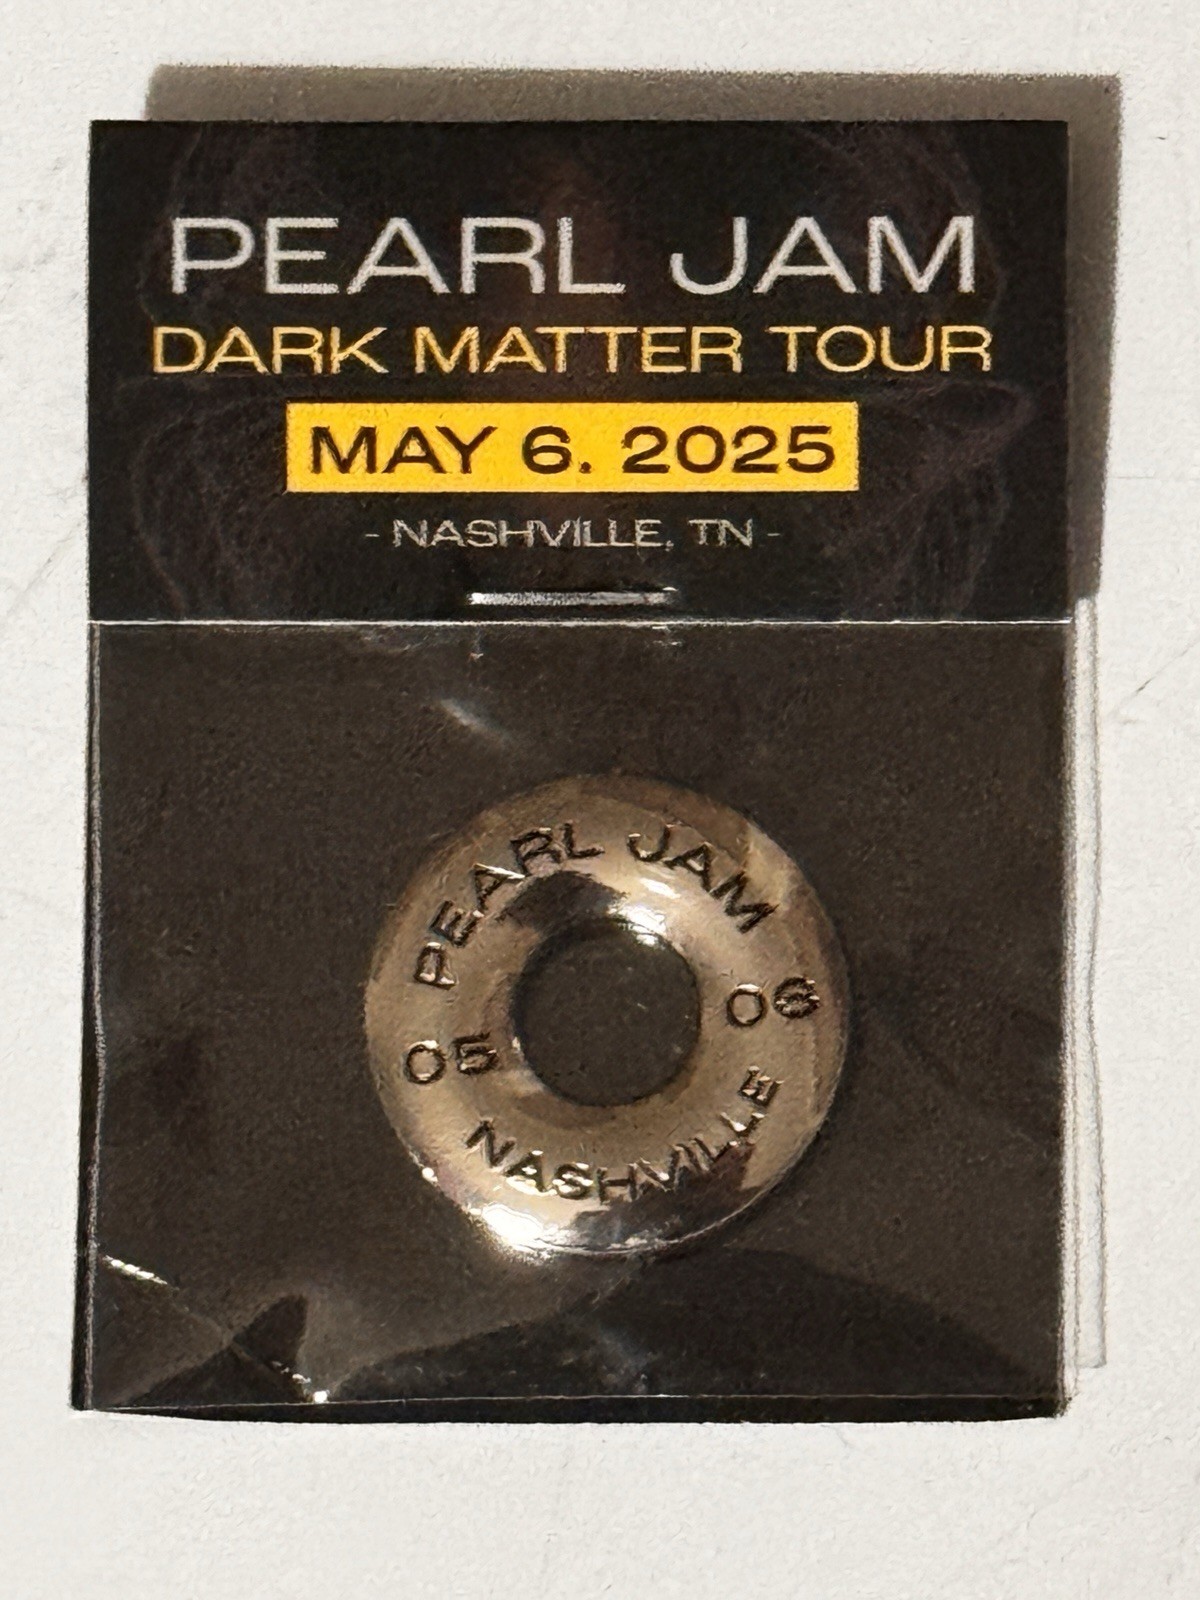 PEARL JAM
DARK MATTER TOUR
MAY 6. 2025
- NASHVILLE, TN -
PEARL JAM
05 06
NASHVILLE